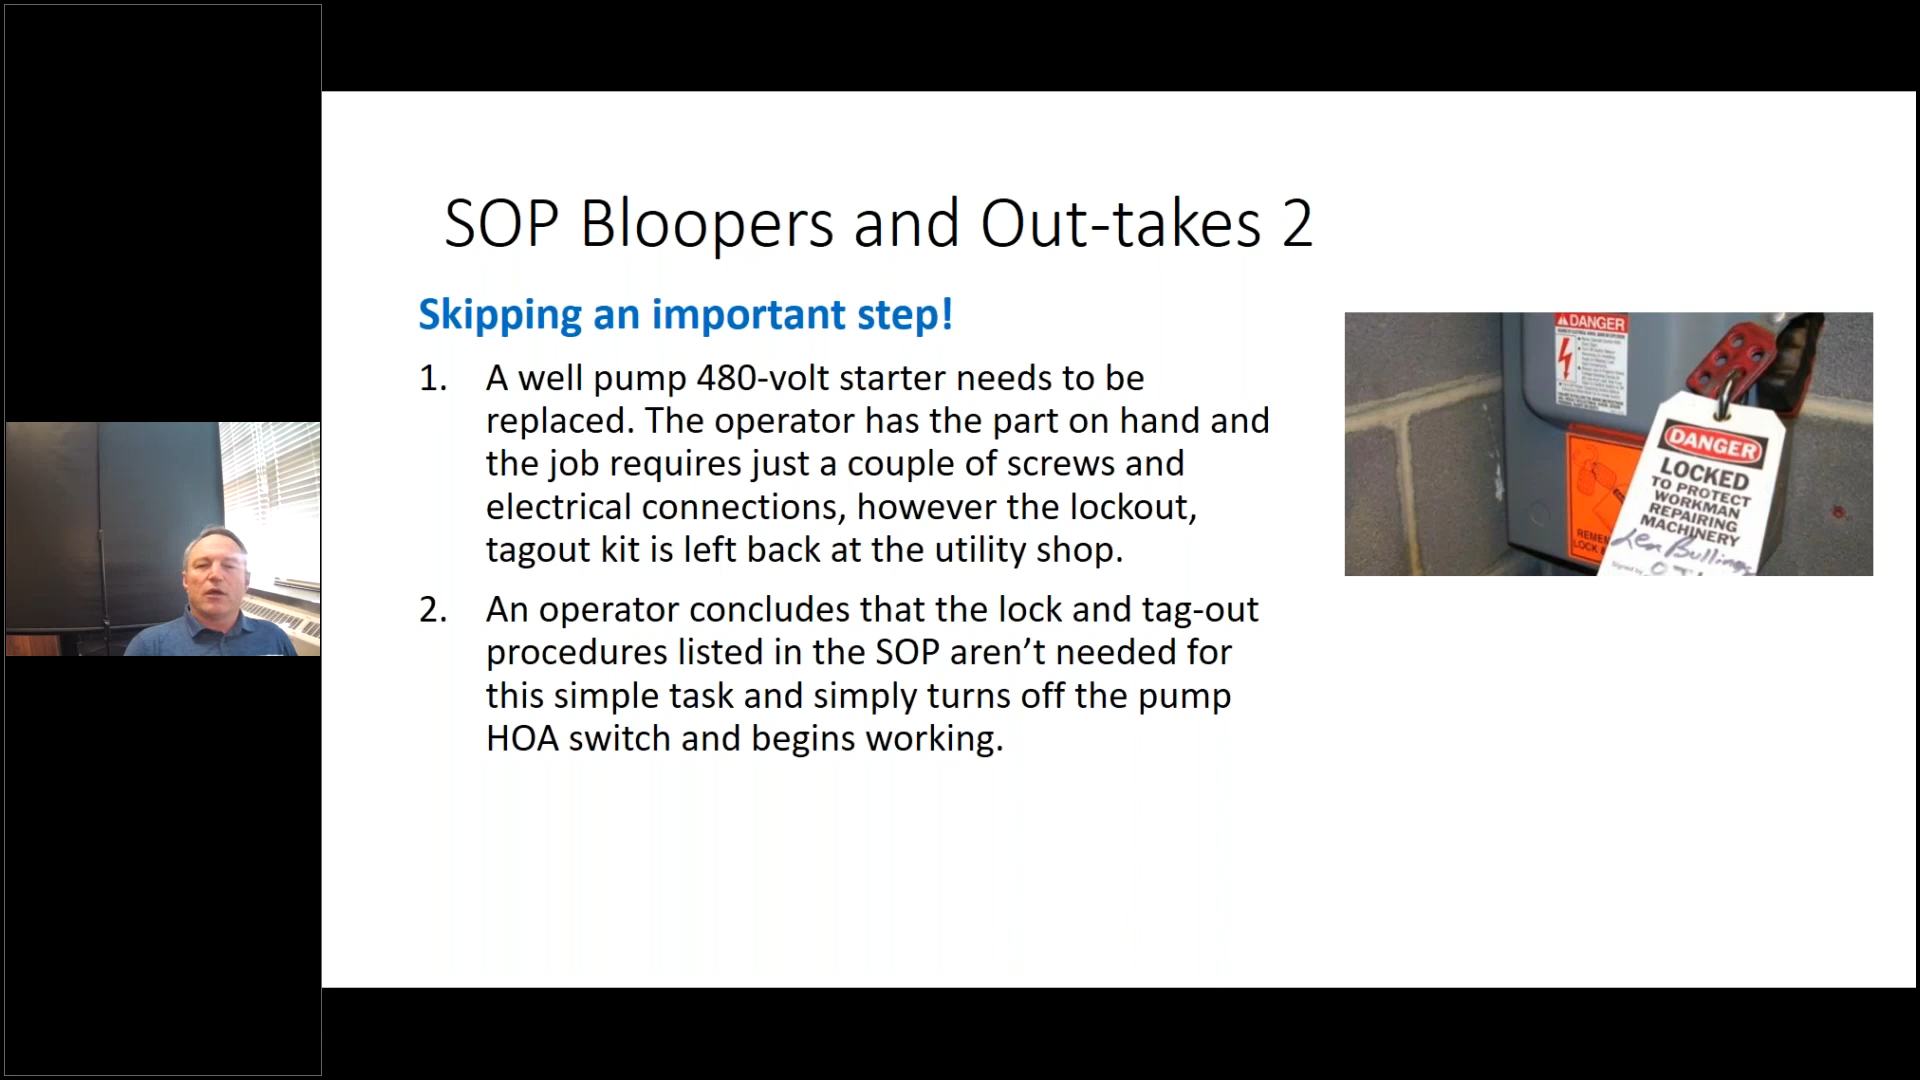 SOP Bloopers and Out-takes 2
Skipping an important step!
1. A well pump 480-volt starter needs to be
replaced. The operator has the part on hand and
the job requires just a couple of screws and
electrical connections, however the lockout,
tagout kit is left back at the utility shop.
2. An operator concludes that the lock and tag-out
procedures listed in the SOP aren’t needed for
this simple task and simply turns off the pump
HOA switch and begins working.
DANGER
DANGER
LOCKED
TO PROTECT
WORKMAN
REPAIRING
MACHINERY
Signed by
LOCK